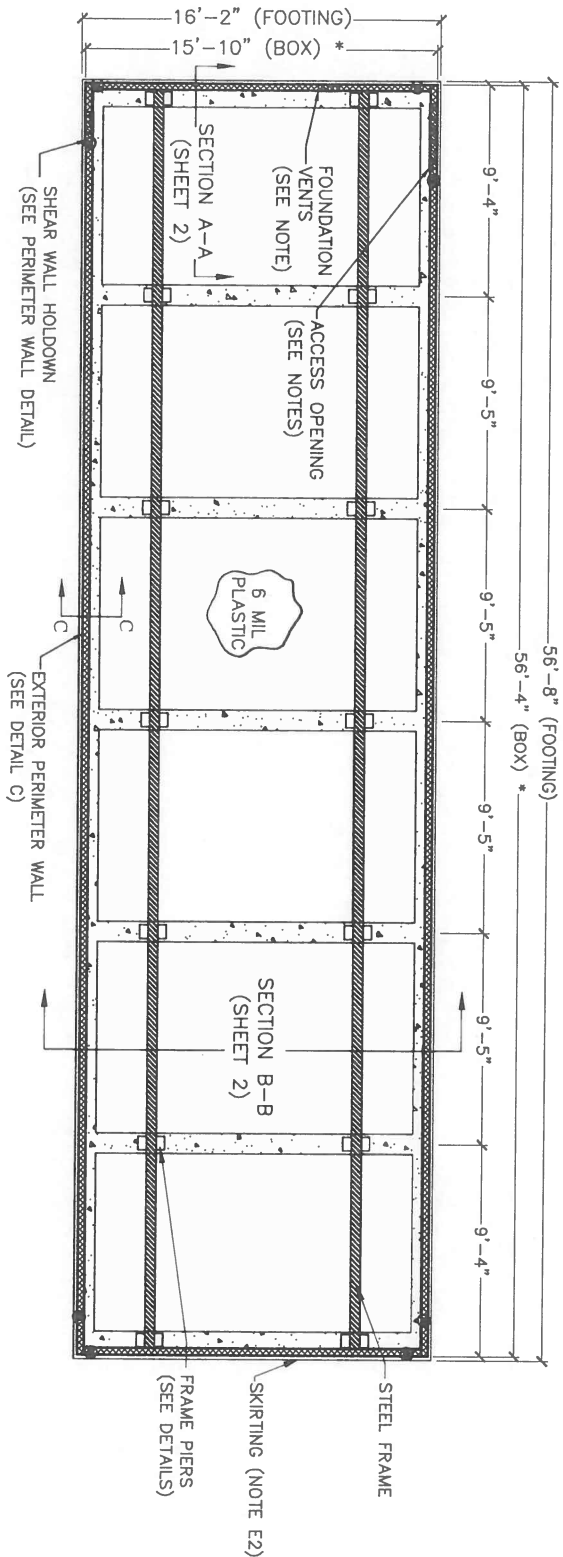 56'-8" (FOOTING)
56'-4" (BOX) *
9'-4"
9'-5"
9'-5"
9'-5"
9'-5"
9'-4"
16'-2" (FOOTING)
15'-10" (BOX) *
FOUNDATION
VENTS
(SEE NOTE)
ACCESS OPENING
(SEE NOTES)
SECTION A-A
(SHEET 2)
6 MIL
PLASTIC
SECTION B-B
(SHEET 2)
C
C
STEEL FRAME
SKIRTING (NOTE E2)
FRAME PIERS
(SEE DETAILS)
SHEAR WALL HOLDOWN
(SEE PERIMETER WALL DETAIL)
EXTERIOR PERIMETER WALL
(SEE DETAIL C)